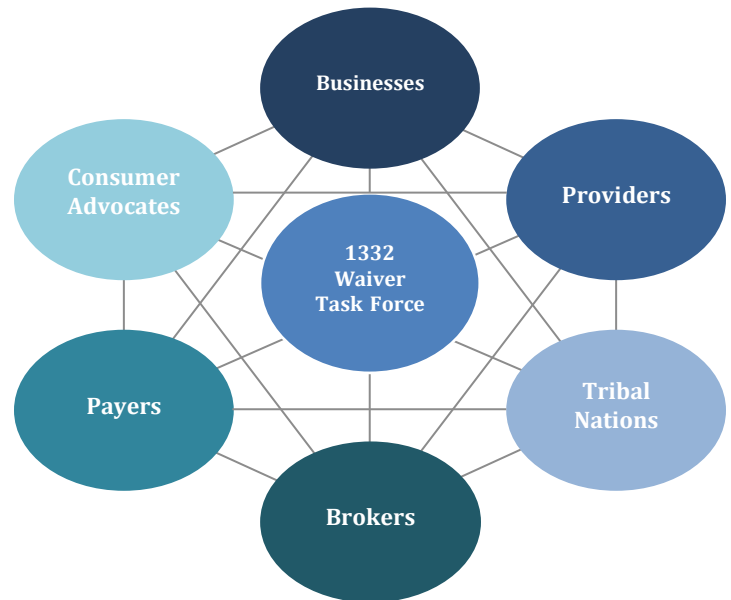 Businesses
Consumer
Advocates
Providers
1332
Waiver
Task Force
Payers
Tribal
Nations
Brokers